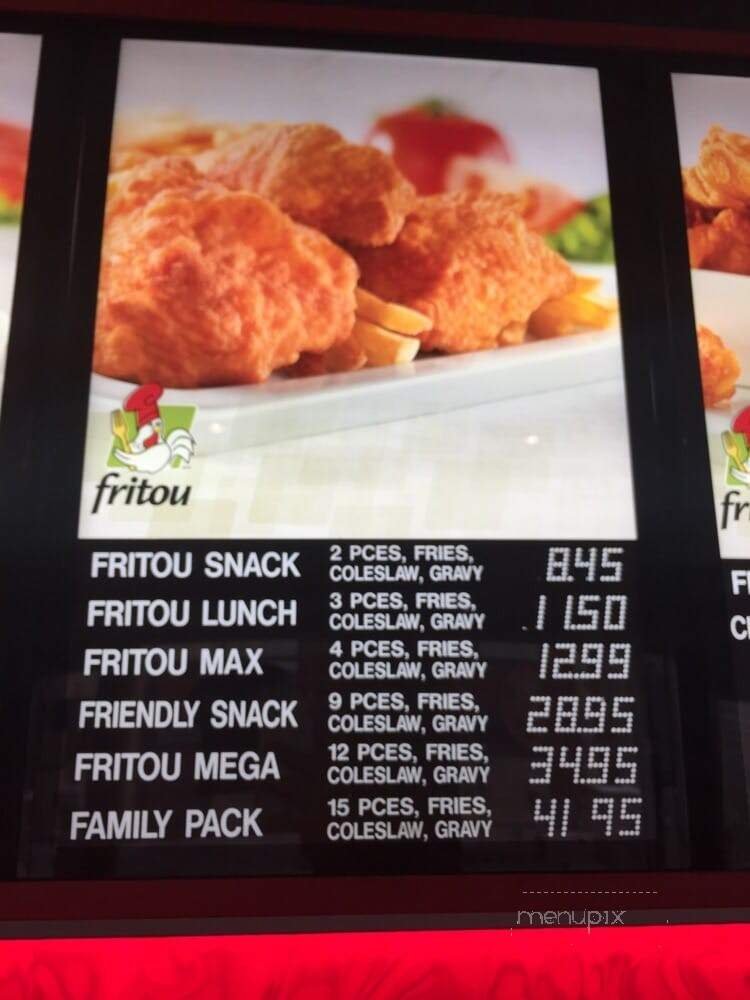 fritou
FRITOU SNACK 2 PCES, FRIES, COLESLAW, GRAVY 8.45
FRITOU LUNCH 3 PCES, FRIES, COLESLAW, GRAVY 11.50
FRITOU MAX 4 PCES, FRIES, COLESLAW, GRAVY 12.99
FRIENDLY SNACK 9 PCES, FRIES, COLESLAW, GRAVY 28.95
FRITOU MEGA 12 PCES, FRIES, COLESLAW, GRAVY 34.95
FAMILY PACK 15 PCES, FRIES, COLESLAW, GRAVY 41 95
menupix